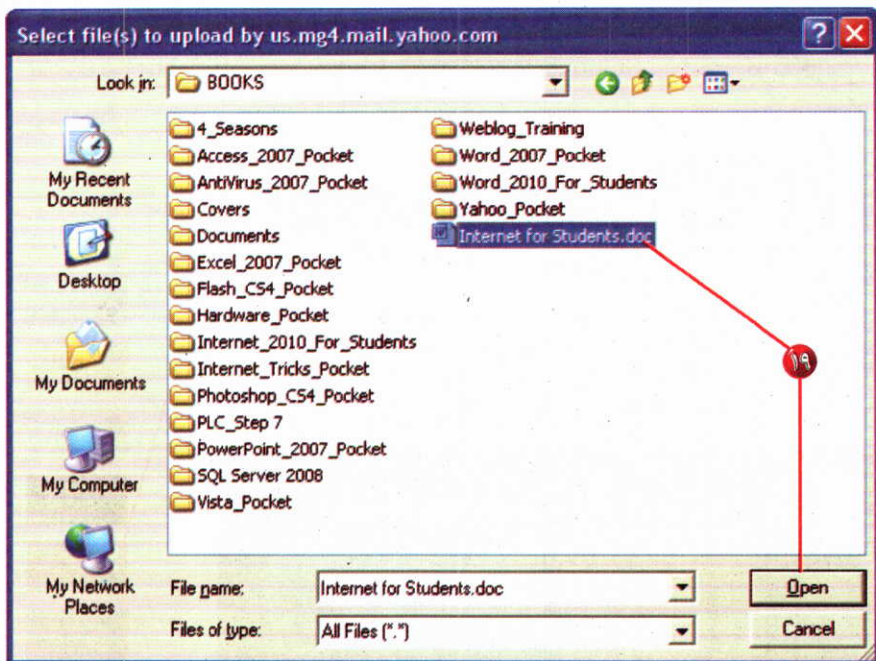 Select file(s) to upload by us.mg4.mail.yahoo.com
Look in: BOOKS
My Recent
Documents
Desktop
My Documents
My Computer
My Network
Places
4_Seasons
Access_2007_Pocket
AntiVirus_2007_Pocket
Covers
Documents
Excel_2007_Pocket
Flash_CS4_Pocket
Hardware_Pocket
Internet_2010_For_Students
Internet_Tricks_Pocket
Photoshop_CS4_Pocket
PLC_Step 7
PowerPoint_2007_Pocket
SQL Server 2008
Vista_Pocket
Weblog_Training
Word_2007_Pocket
Word_2010_For_Students
Yahoo_Pocket
Internet for Students.doc
۱۹
File name: Internet for Students.doc
Open
Files of type: All Files (*.*)
Cancel